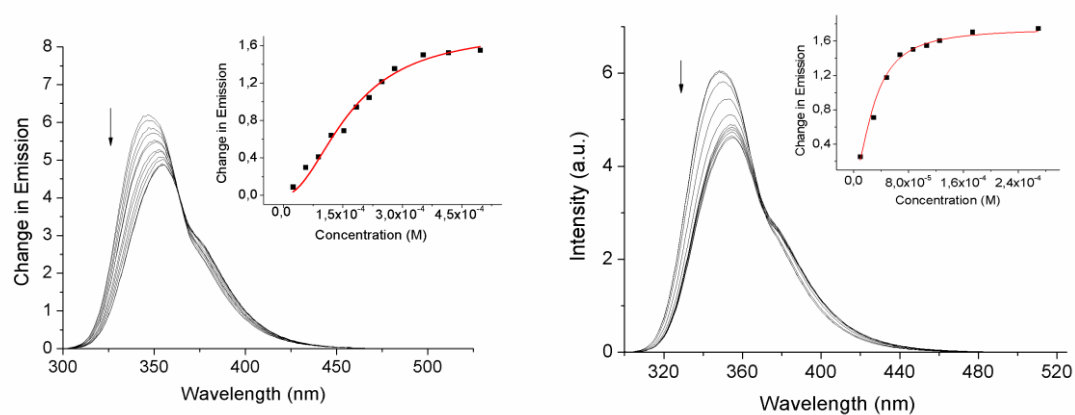 8
7
6
5
4
3
2
1
0
Change in Emission
300 350 400 450 500
Wavelength (nm)
1,6
1,2
0,8
0,4
0,0
Change in Emission
0,0 1,5x10⁻⁴ 3,0x10⁻⁴ 4,5x10⁻⁴
Concentration (M)
6
4
2
0
Intensity (a.u.)
320 360 400 440 480 520
Wavelength (nm)
1,6
1,2
0,8
0,4
Change in Emission
0,0 8,0x10⁻⁵ 1,6x10⁻⁴ 2,4x10⁻⁴
Concentration (M)